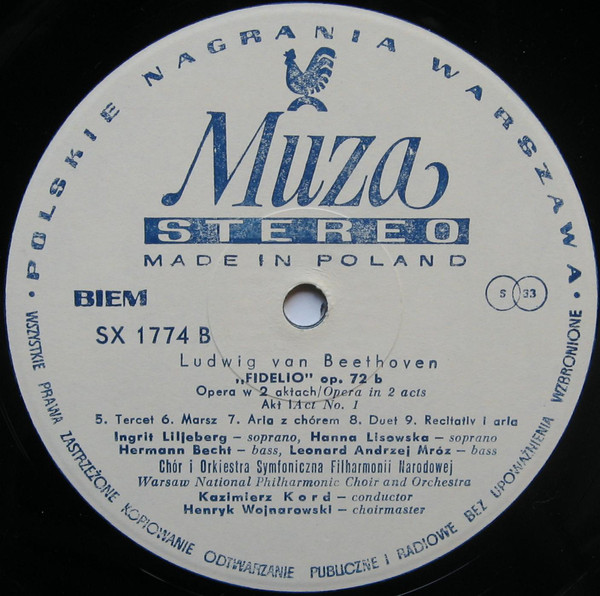 POLSKIE NAGRANIA WARSZAWA
Muza
STEREO
MADE IN POLAND
BIEM
S 33
SX 1774 B
Ludwig van Beethoven
„FIDELIO" op. 72 b
Opera w 2 aktach/Opera in 2 acts
Akt I/Act No. 1
5. Tercet 6. Marsz 7. Aria z chórem 8. Duet 9. Recitativ i aria
Ingrit Liljeberg – soprano, Hanna Lisowska – soprano
Hermann Becht – bass, Leonard Andrzej Mróz – bass
Chór i Orkiestra Symfoniczna Filharmonii Narodowej
Warsaw National Philharmonic Choir and Orchestra
Kazimierz Kord – conductor
Henryk Wojnarowski – choirmaster
WSZYSTKIE PRAWA ZASTRZEŻONE KOPIOWANIE ODTWARZANIE PUBLICZNE I RADIOWE BEZ UPOWAŻNIENIA WZBRONIONE